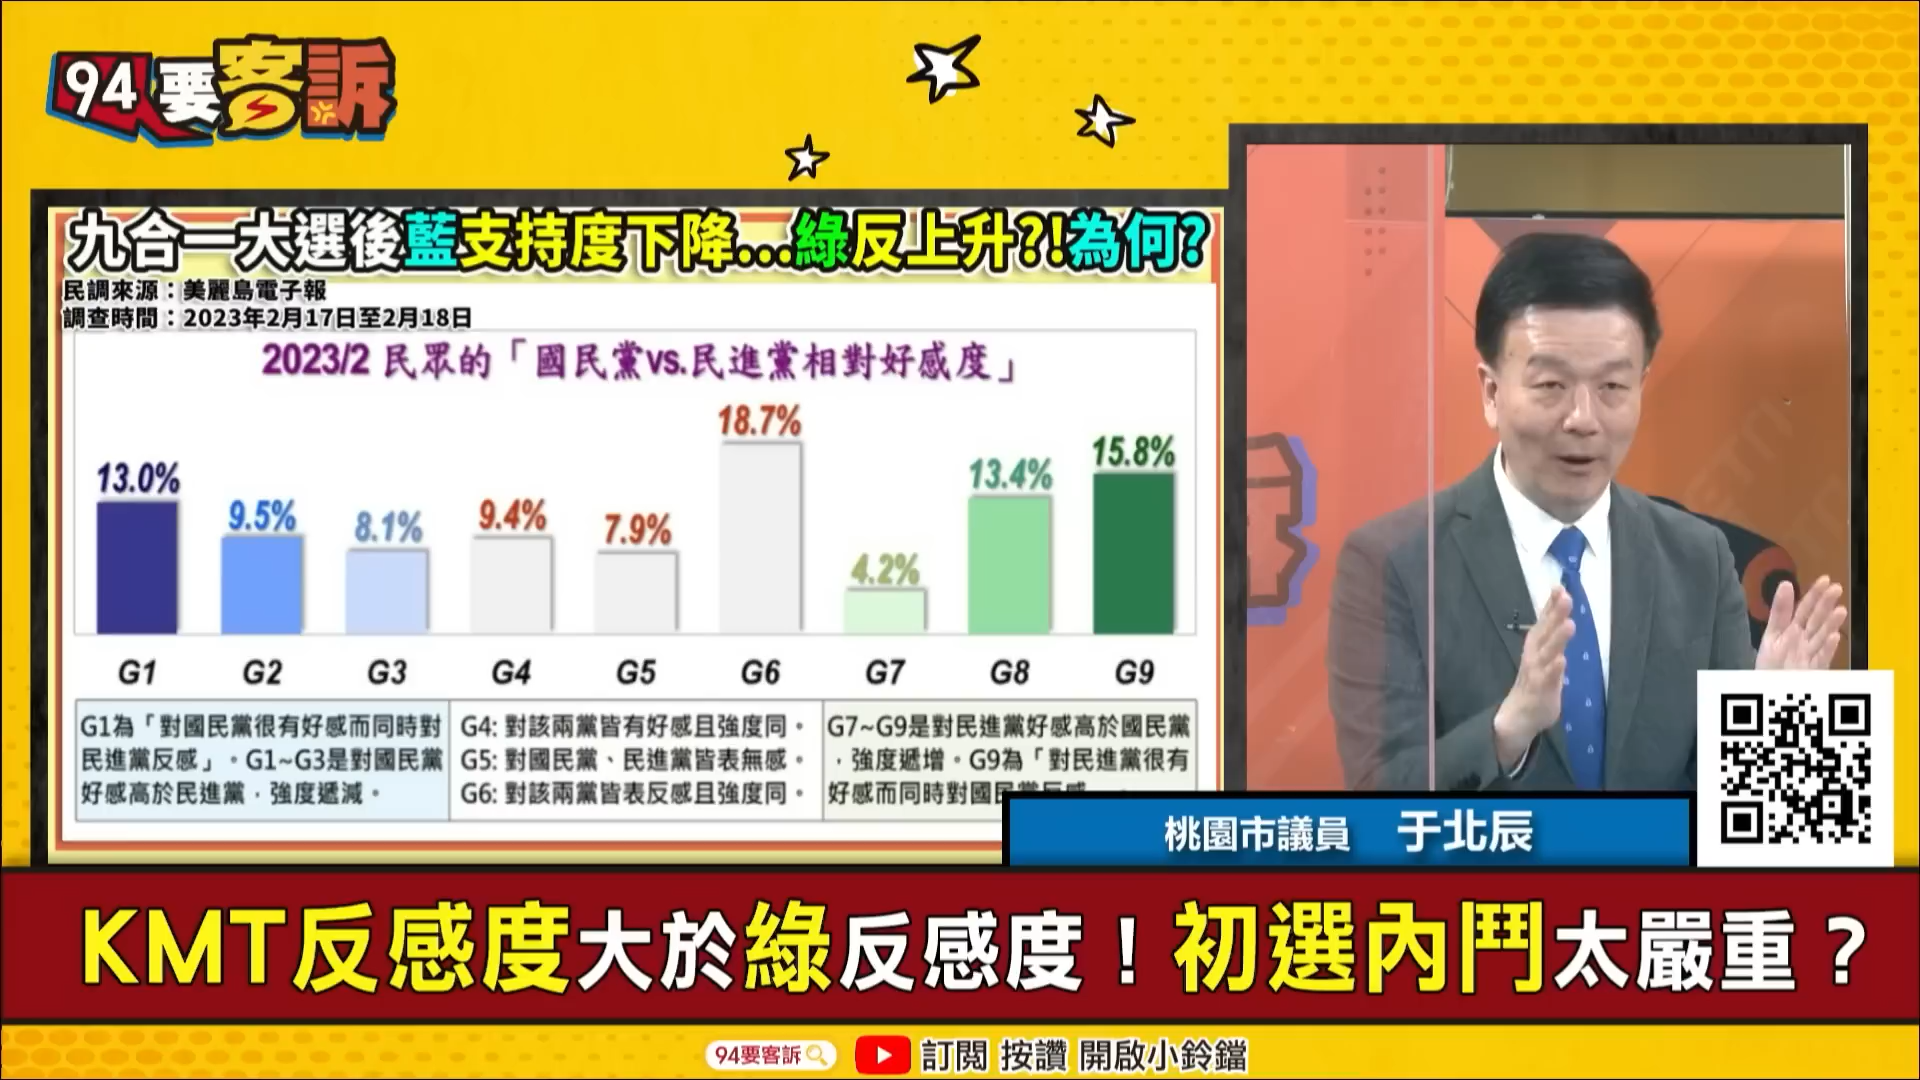 94要客訴
九合一大選後藍支持度下降...綠反上升?!為何?
民調來源：美麗島電子報
調查時間：2023年2月17日至2月18日
2023/2 民眾的「國民黨vs.民進黨相對好感度」
13.0%
9.5%
8.1%
9.4%
7.9%
18.7%
4.2%
13.4%
15.8%
G1 G2 G3 G4 G5 G6 G7 G8 G9
G1為「對國民黨很有好感而同時對
民進黨反感」。G1~G3是對國民黨
好感高於民進黨，強度遞減。
G4: 對該兩黨皆有好感且強度同。
G5: 對國民黨、民進黨皆表無感。
G6: 對該兩黨皆表反感且強度同。
G7~G9是對民進黨好感高於國民黨
，強度遞增。G9為「對民進黨很有
好感而同時對國民黨反感
桃園市議員 于北辰
KMT反感度大於綠反感度！初選內鬥太嚴重？
94要客訴
訂閱 按讚 開啟小鈴鐺